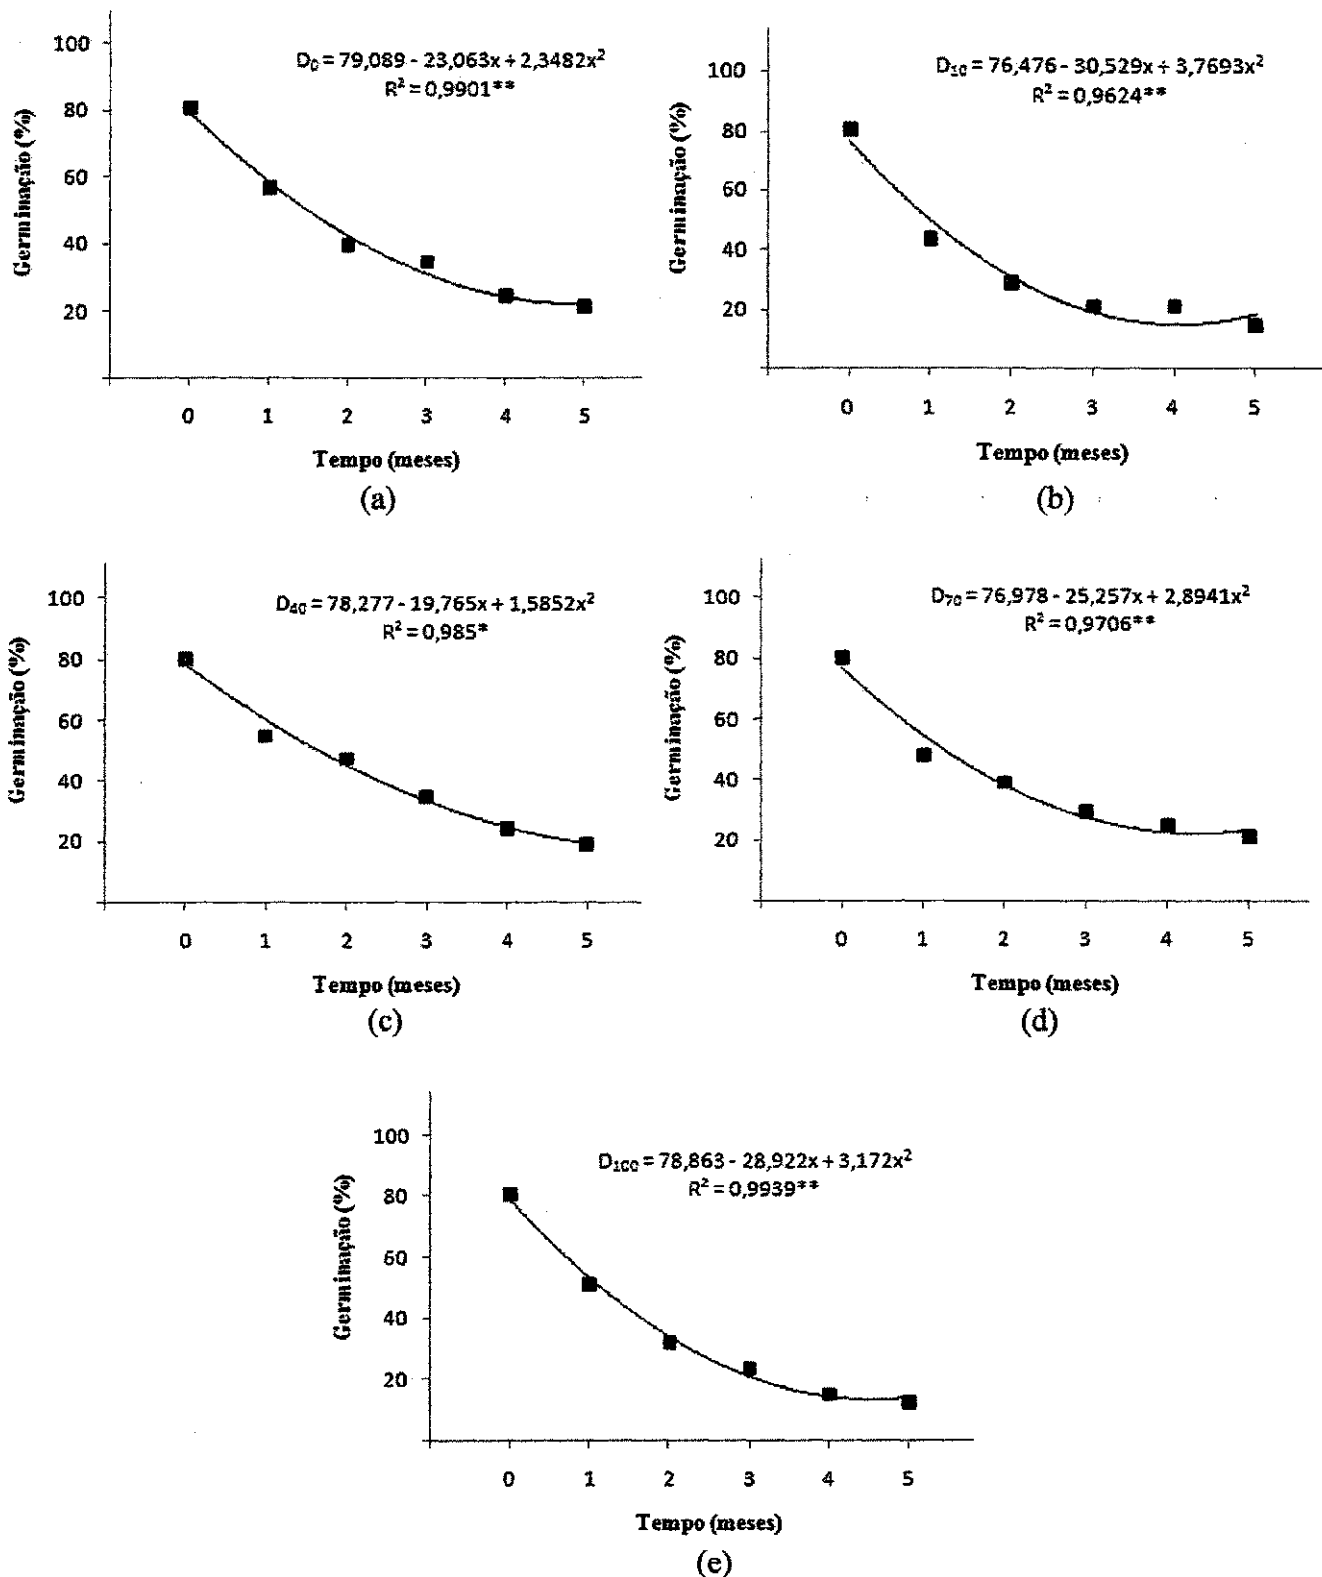 D₀ = 79,089 - 23,063x + 2,3482x²
R² = 0,9901**
Germinação (%)
100
80
60
40
20
0 1 2 3 4 5
Tempo (meses)
(a)
D₁₀ = 76,476 - 30,529x + 3,7693x²
R² = 0,9624**
Germinação (%)
100
80
60
40
20
0 1 2 3 4 5
Tempo (meses)
(b)
D₄₀ = 78,277 - 19,765x + 1,5852x²
R² = 0,985*
Germinação (%)
100
80
60
40
20
0 1 2 3 4 5
Tempo (meses)
(c)
D₇₀ = 76,978 - 25,257x + 2,8941x²
R² = 0,9706**
Germinação (%)
100
80
60
40
20
0 1 2 3 4 5
Tempo (meses)
(d)
D₁₀₀ = 78,863 - 28,922x + 3,172x²
R² = 0,9939**
Germinação (%)
100
80
60
40
20
0 1 2 3 4 5
Tempo (meses)
(e)